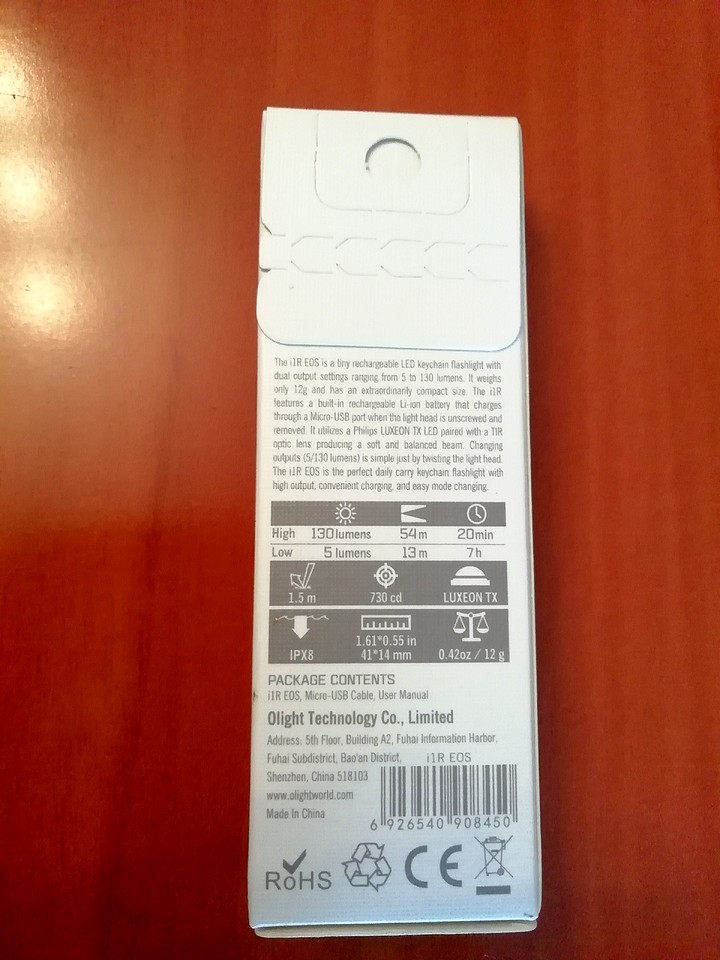 The i1R EOS is a tiny rechargeable LED keychain flashlight with
dual output settings ranging from 5 to 130 lumens. It weighs
only 12g and has an extraordinarily compact size. The i1R
features a built-in rechargeable Li-ion battery that charges
through a Micro-USB port when the light head is unscrewed and
removed. It utilizes a Philips LUXEON TX LED paired with a TIR
optic lens producing a soft and balanced beam. Changing
outputs (5/130 lumens) is simple just by twisting the light head.
The i1R EOS is the perfect daily carry keychain flashlight with
high output, convenient charging, and easy mode changing.
High 130 lumens 54 m 20min
Low 5 lumens 13 m 7 h
1.5 m 730 cd LUXEON TX
1.61*0.55 in
IPX8 41*14 mm 0.42oz / 12 g
PACKAGE CONTENTS
i1R EOS, Micro-USB Cable, User Manual
Olight Technology Co., Limited
Address: 5th Floor, Building A2, Fuhai Information Harbor,
Fuhai Subdistrict, Bao'an District, i1R EOS
Shenzhen, China 518103
www.olightworld.com
Made In China
6 926540 908450
RoHS CE